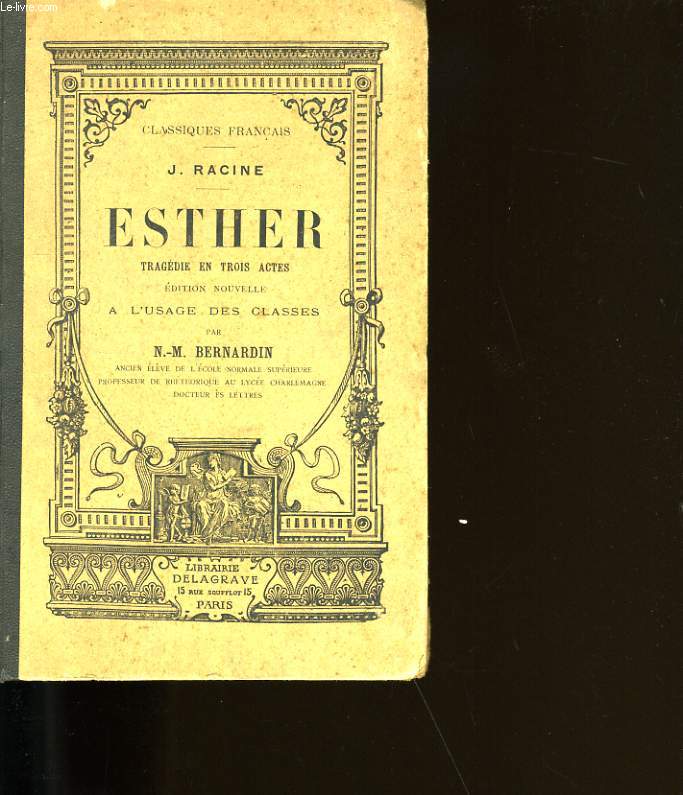 Le-livre.com
CLASSIQUES FRANÇAIS
J. RACINE
ESTHER
TRAGÉDIE EN TROIS ACTES
ÉDITION NOUVELLE
A L'USAGE DES CLASSES
PAR
N.-M. BERNARDIN
ANCIEN ÉLÈVE DE L'ÉCOLE NORMALE SUPÉRIEURE
PROFESSEUR DE RHÉTORIQUE AU LYCÉE CHARLEMAGNE
DOCTEUR ÈS LETTRES
LIBRAIRIE
DELAGRAVE
15 RUE SOUFFLOT 15
PARIS